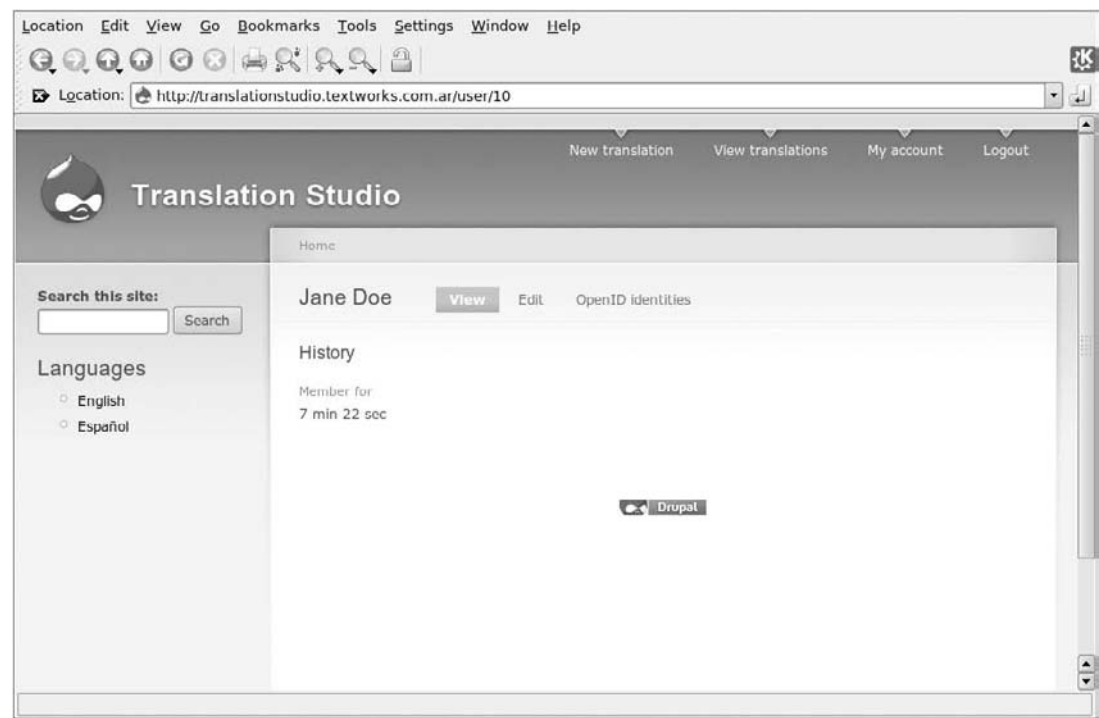 Location Edit View Go Bookmarks Tools Settings Window Help
Location: http://translationstudio.textworks.com.ar/user/10
New translation View translations My account Logout
Translation Studio
Home
Search this site:
Search
Languages
English
Español
Jane Doe View Edit OpenID identities
History
Member for
7 min 22 sec
Drupal